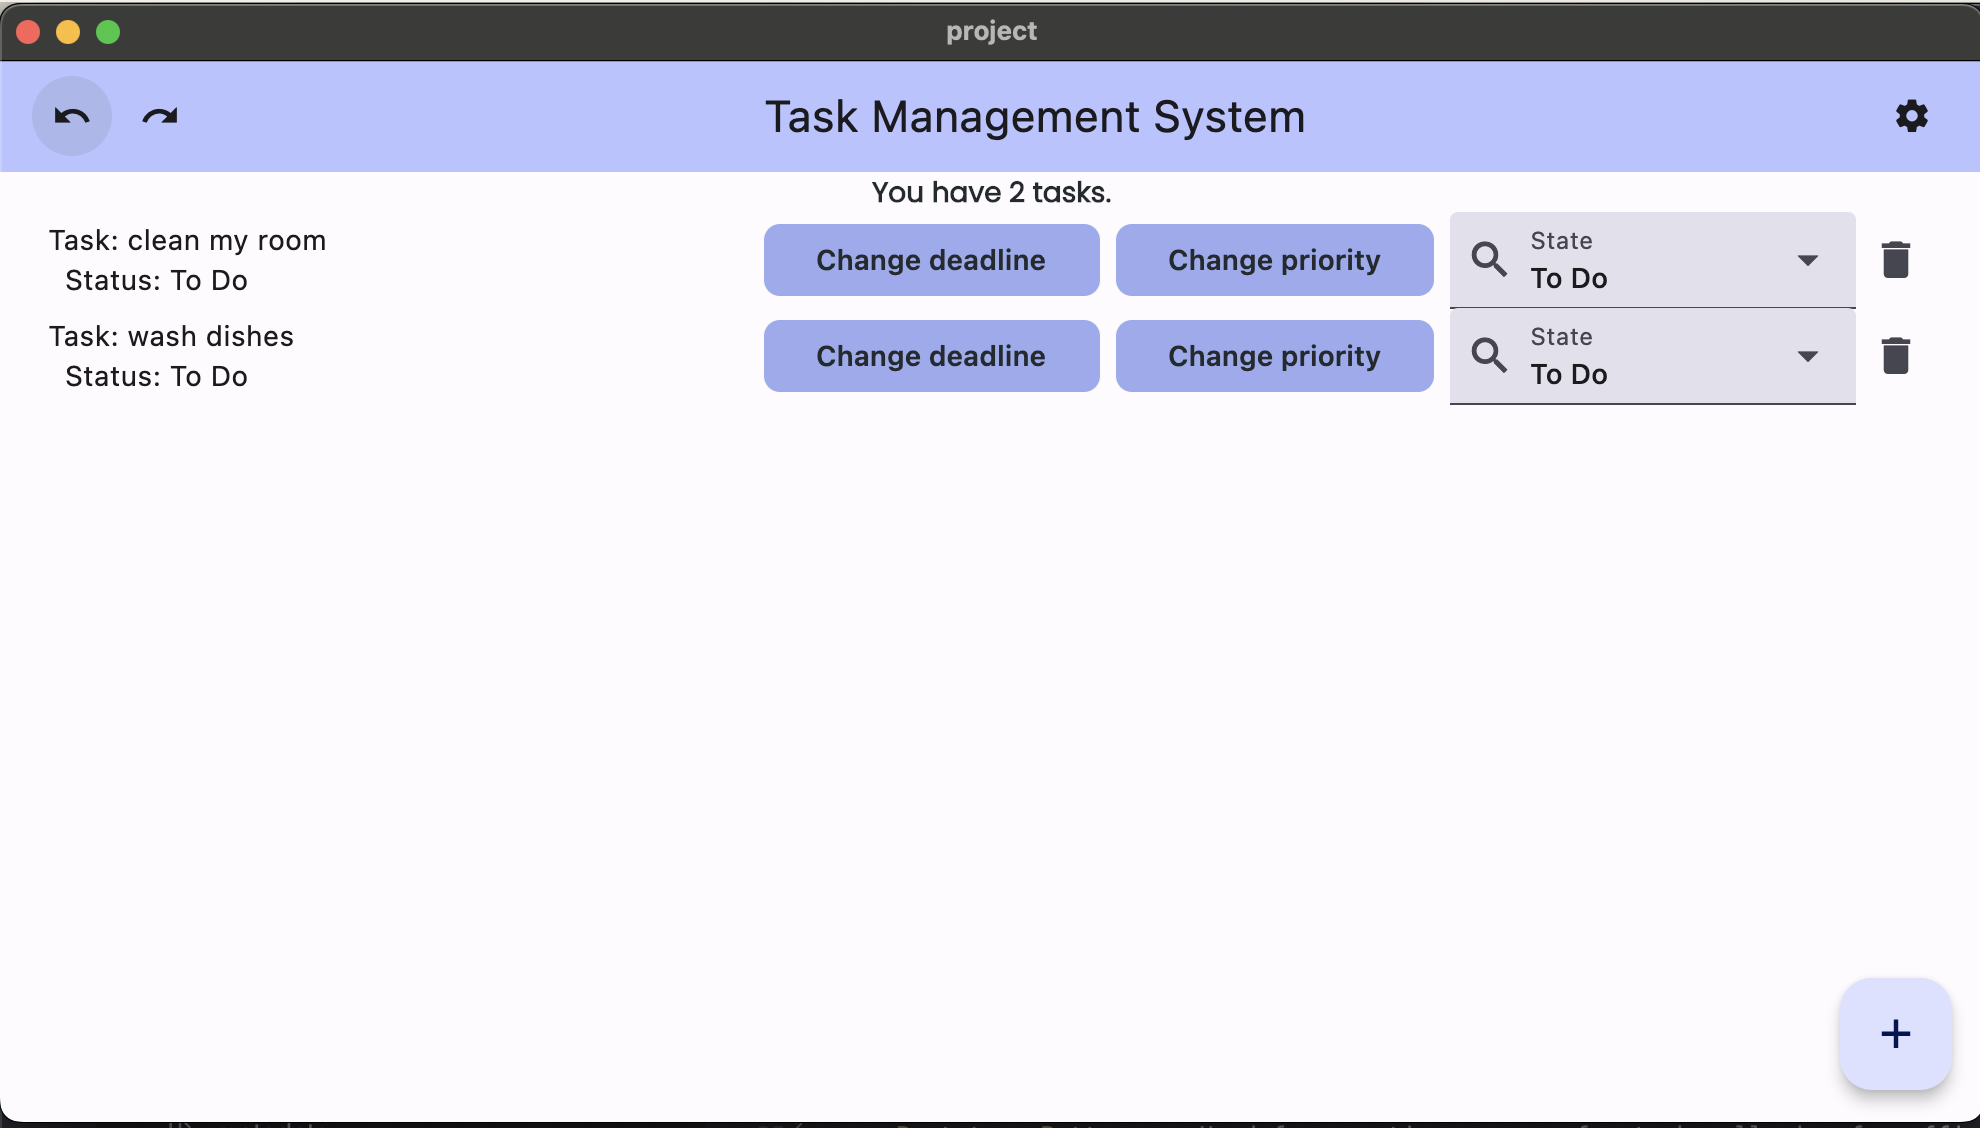 project
Task Management System
You have 2 tasks.
Task: clean my room
Status: To Do
Change deadline
Change priority
State
To Do
Task: wash dishes
Status: To Do
Change deadline
Change priority
State
To Do